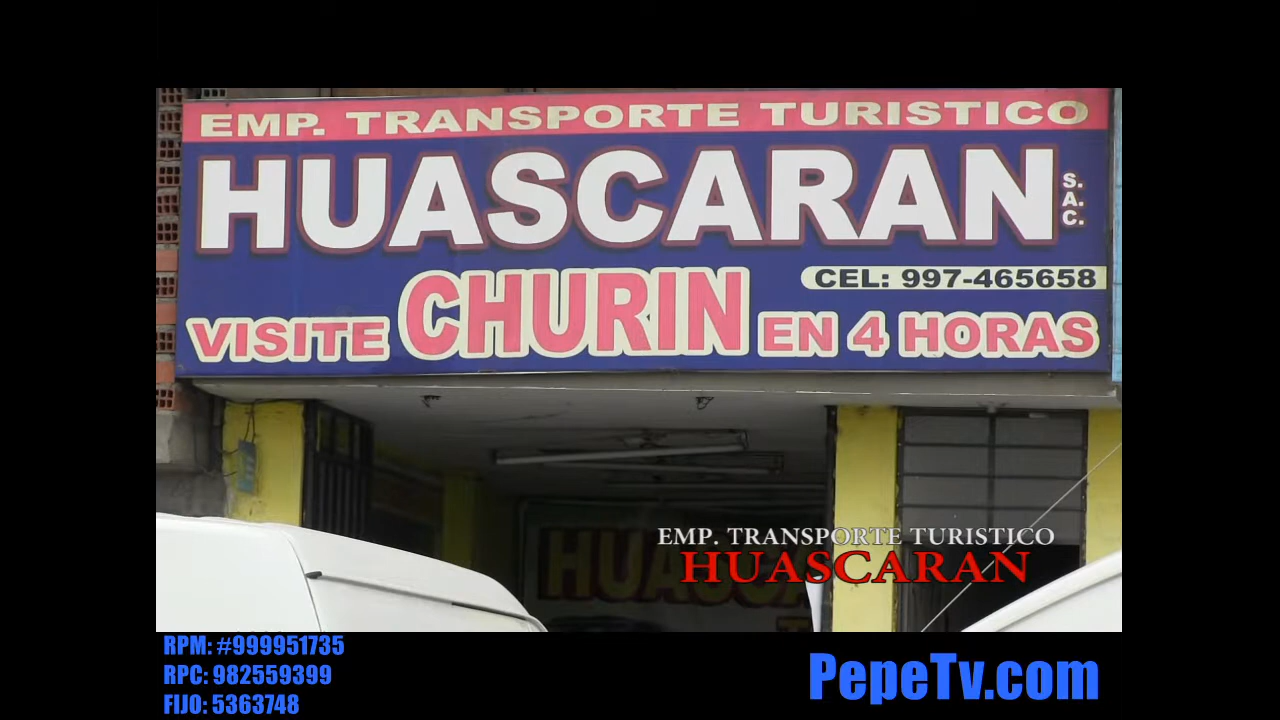 EMP. TRANSPORTE TURISTICO
HUASCARAN S.A.C.
CEL: 997-465658
VISITE CHURIN EN 4 HORAS
HUASCA
EMP. TRANSPORTE TURISTICO
HUASCARAN
RPM: #999951735
RPC: 982559399
FIJO: 5363748
PepeTv.com